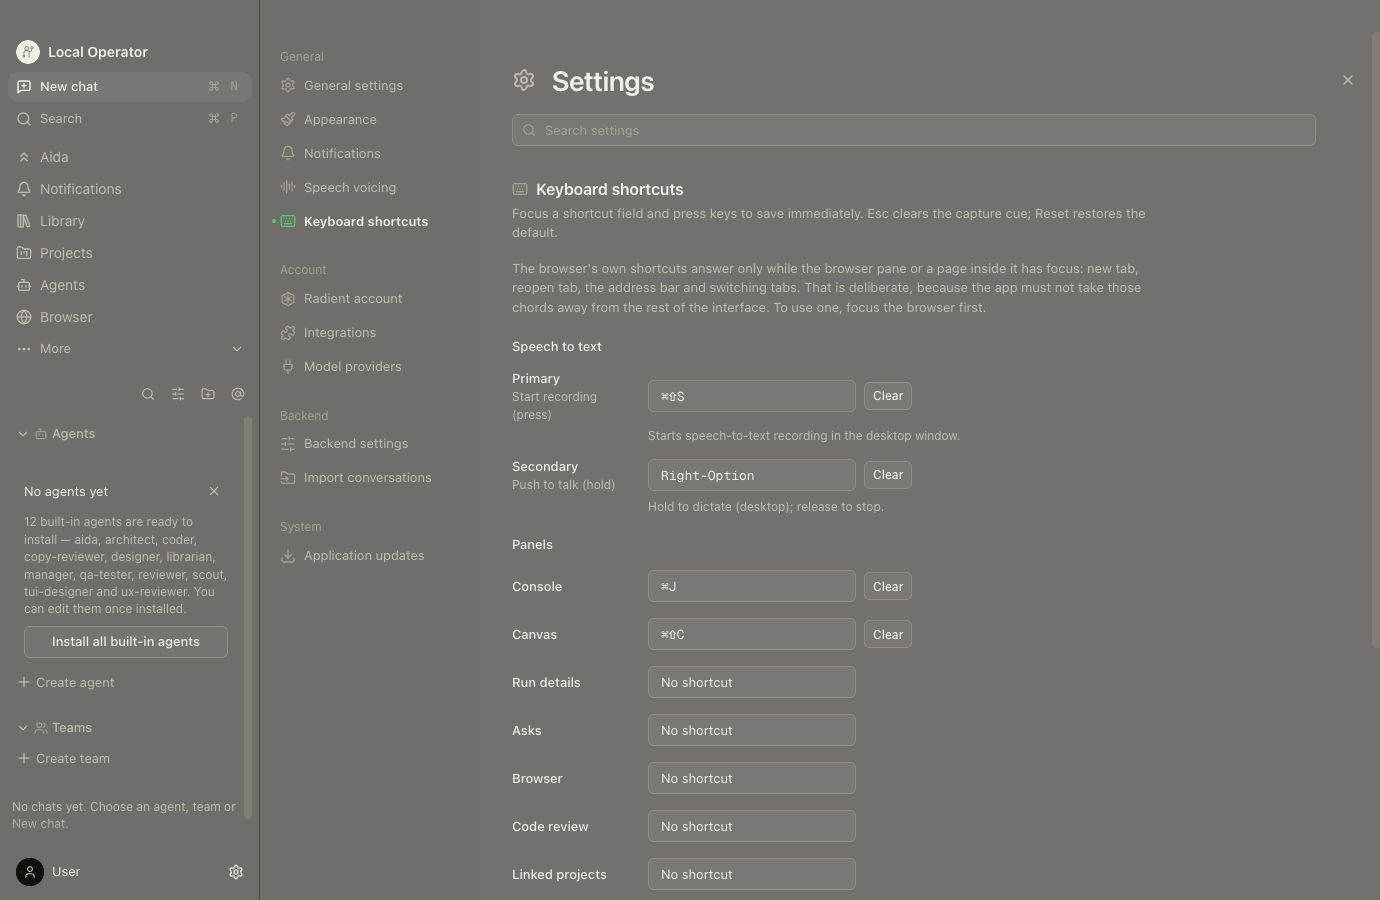 Local Operator
New chat ⌘ N
Search ⌘ P
Aida
Notifications
Library
Projects
Agents
Browser
More
Agents
No agents yet
12 built-in agents are ready to
install — aida, architect, coder,
copy-reviewer, designer, librarian,
manager, qa-tester, reviewer, scout,
tui-designer and ux-reviewer. You
can edit them once installed.
Install all built-in agents
Create agent
Teams
Create team
No chats yet. Choose an agent, team or
New chat.
User
General
General settings
Appearance
Notifications
Speech voicing
Keyboard shortcuts
Account
Radient account
Integrations
Model providers
Backend
Backend settings
Import conversations
System
Application updates
Settings
Search settings
Keyboard shortcuts
Focus a shortcut field and press keys to save immediately. Esc clears the capture cue; Reset restores the
default.
The browser's own shortcuts answer only while the browser pane or a page inside it has focus: new tab,
reopen tab, the address bar and switching tabs. That is deliberate, because the app must not take those
chords away from the rest of the interface. To use one, focus the browser first.
Speech to text
Primary
Start recording
(press)
⌘⇧S
Clear
Starts speech-to-text recording in the desktop window.
Secondary
Push to talk (hold)
Right-Option
Clear
Hold to dictate (desktop); release to stop.
Panels
Console ⌘J Clear
Canvas ⌘⇧C Clear
Run details No shortcut
Asks No shortcut
Browser No shortcut
Code review No shortcut
Linked projects No shortcut